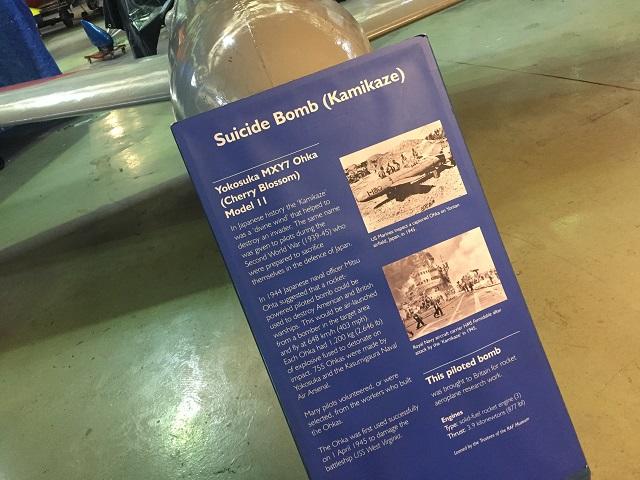 Suicide Bomb (Kamikaze)
Yokosuka MXY7 Ohka
(Cherry Blossom)
Model 11
In Japanese history the 'Kamikaze'
was a 'divine wind' that helped to
destroy an invader. The same name
was given to pilots during the
Second World War (1939-45) who
were prepared to sacrifice
themselves in the defence of Japan.
In 1944 Japanese naval officer Mitsu
Ohta suggested that a rocket-
powered piloted bomb could be
used to destroy American and British
warships. This would be air-launched
from a bomber in the target area
and fly at 648 km/h (403 mph)
Each Ohka had 1,200 kg (2,646 lb)
of explosive fused to detonate on
impact. 755 Ohkas were made by
Yokosuka and the Kasumigaura Naval
Air Arsenal.
Many pilots volunteered, or were
selected, from the workers who built
the Ohkas.
The Ohka was first used successfully
on 1 April 1945 to damage the
battleship USS West Virginia.
US Marines inspect a captured Ohka on Yontan
airfield, Japan, in 1945
Royal Navy aircraft carrier HMS Formidable after
attack by the 'Kamikaze' in 1945.
This piloted bomb
was brought to Britain for rocket
aeroplane research work.
Engines
Type: solid-fuel rocket engine (3)
Thrust: 3.9 kilonewtons (877 lbf)
Loaned by the Trustees of the RAF Museum